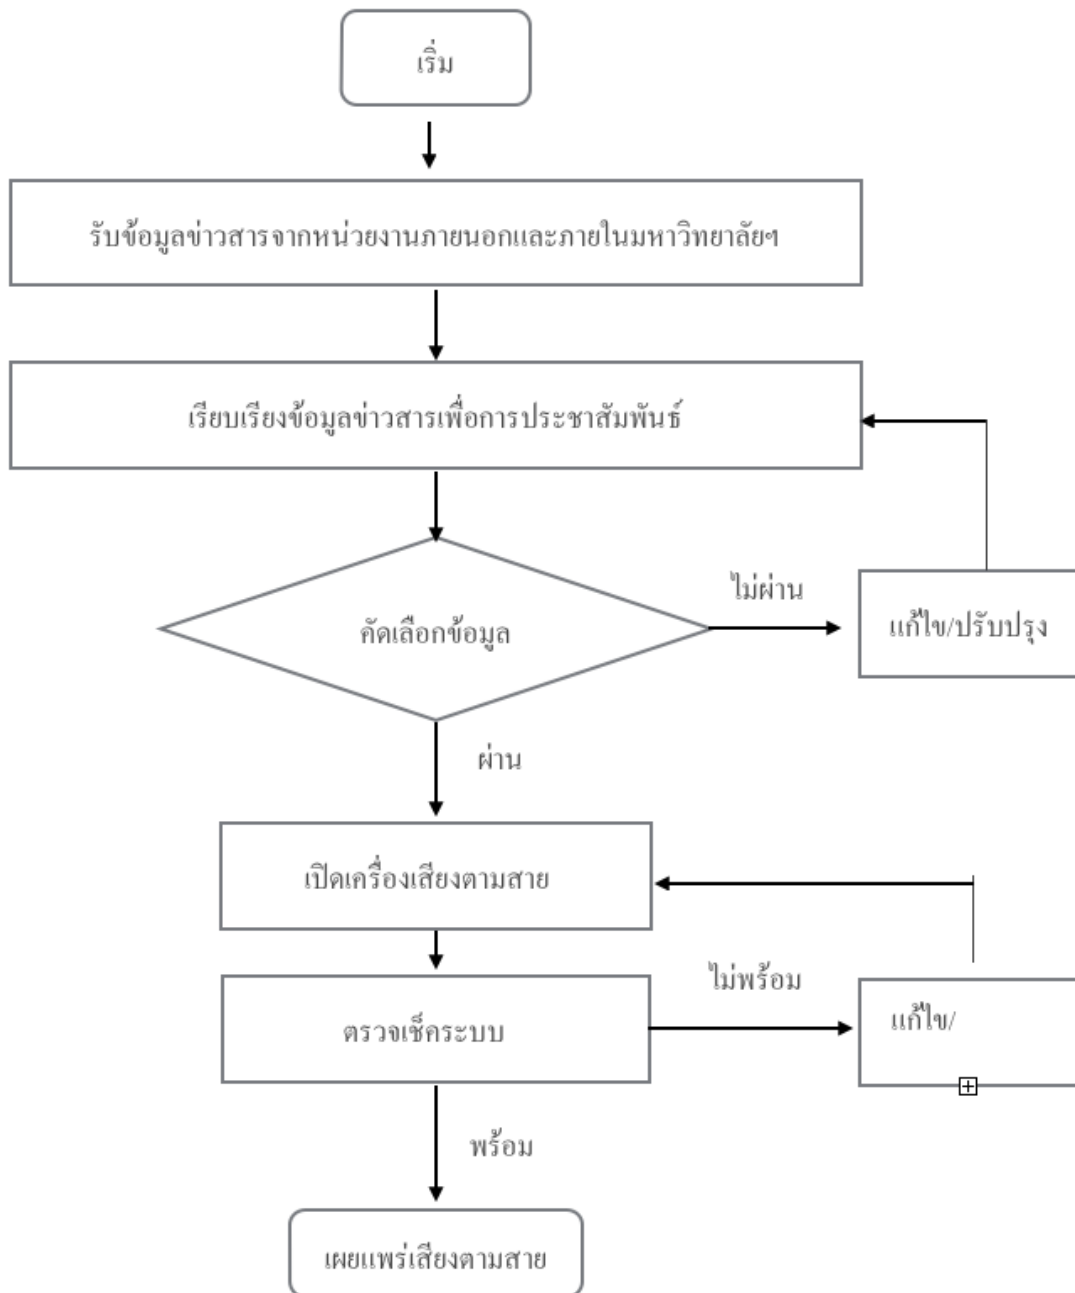 เริ่ม
รับข้อมูลข่าวสารจากหน่วยงานภายนอกและภายในมหาวิทยาลัยฯ
เรียบเรียงข้อมูลข่าวสารเพื่อการประชาสัมพันธ์
ไม่ผ่าน
คัดเลือกข้อมูล
แก้ไข/ปรับปรุง
ผ่าน
เปิดเครื่องเสียงตามสาย
ไม่พร้อม
ตรวจเช็คระบบ
แก้ไข/
พร้อม
เผยแพร่เสียงตามสาย